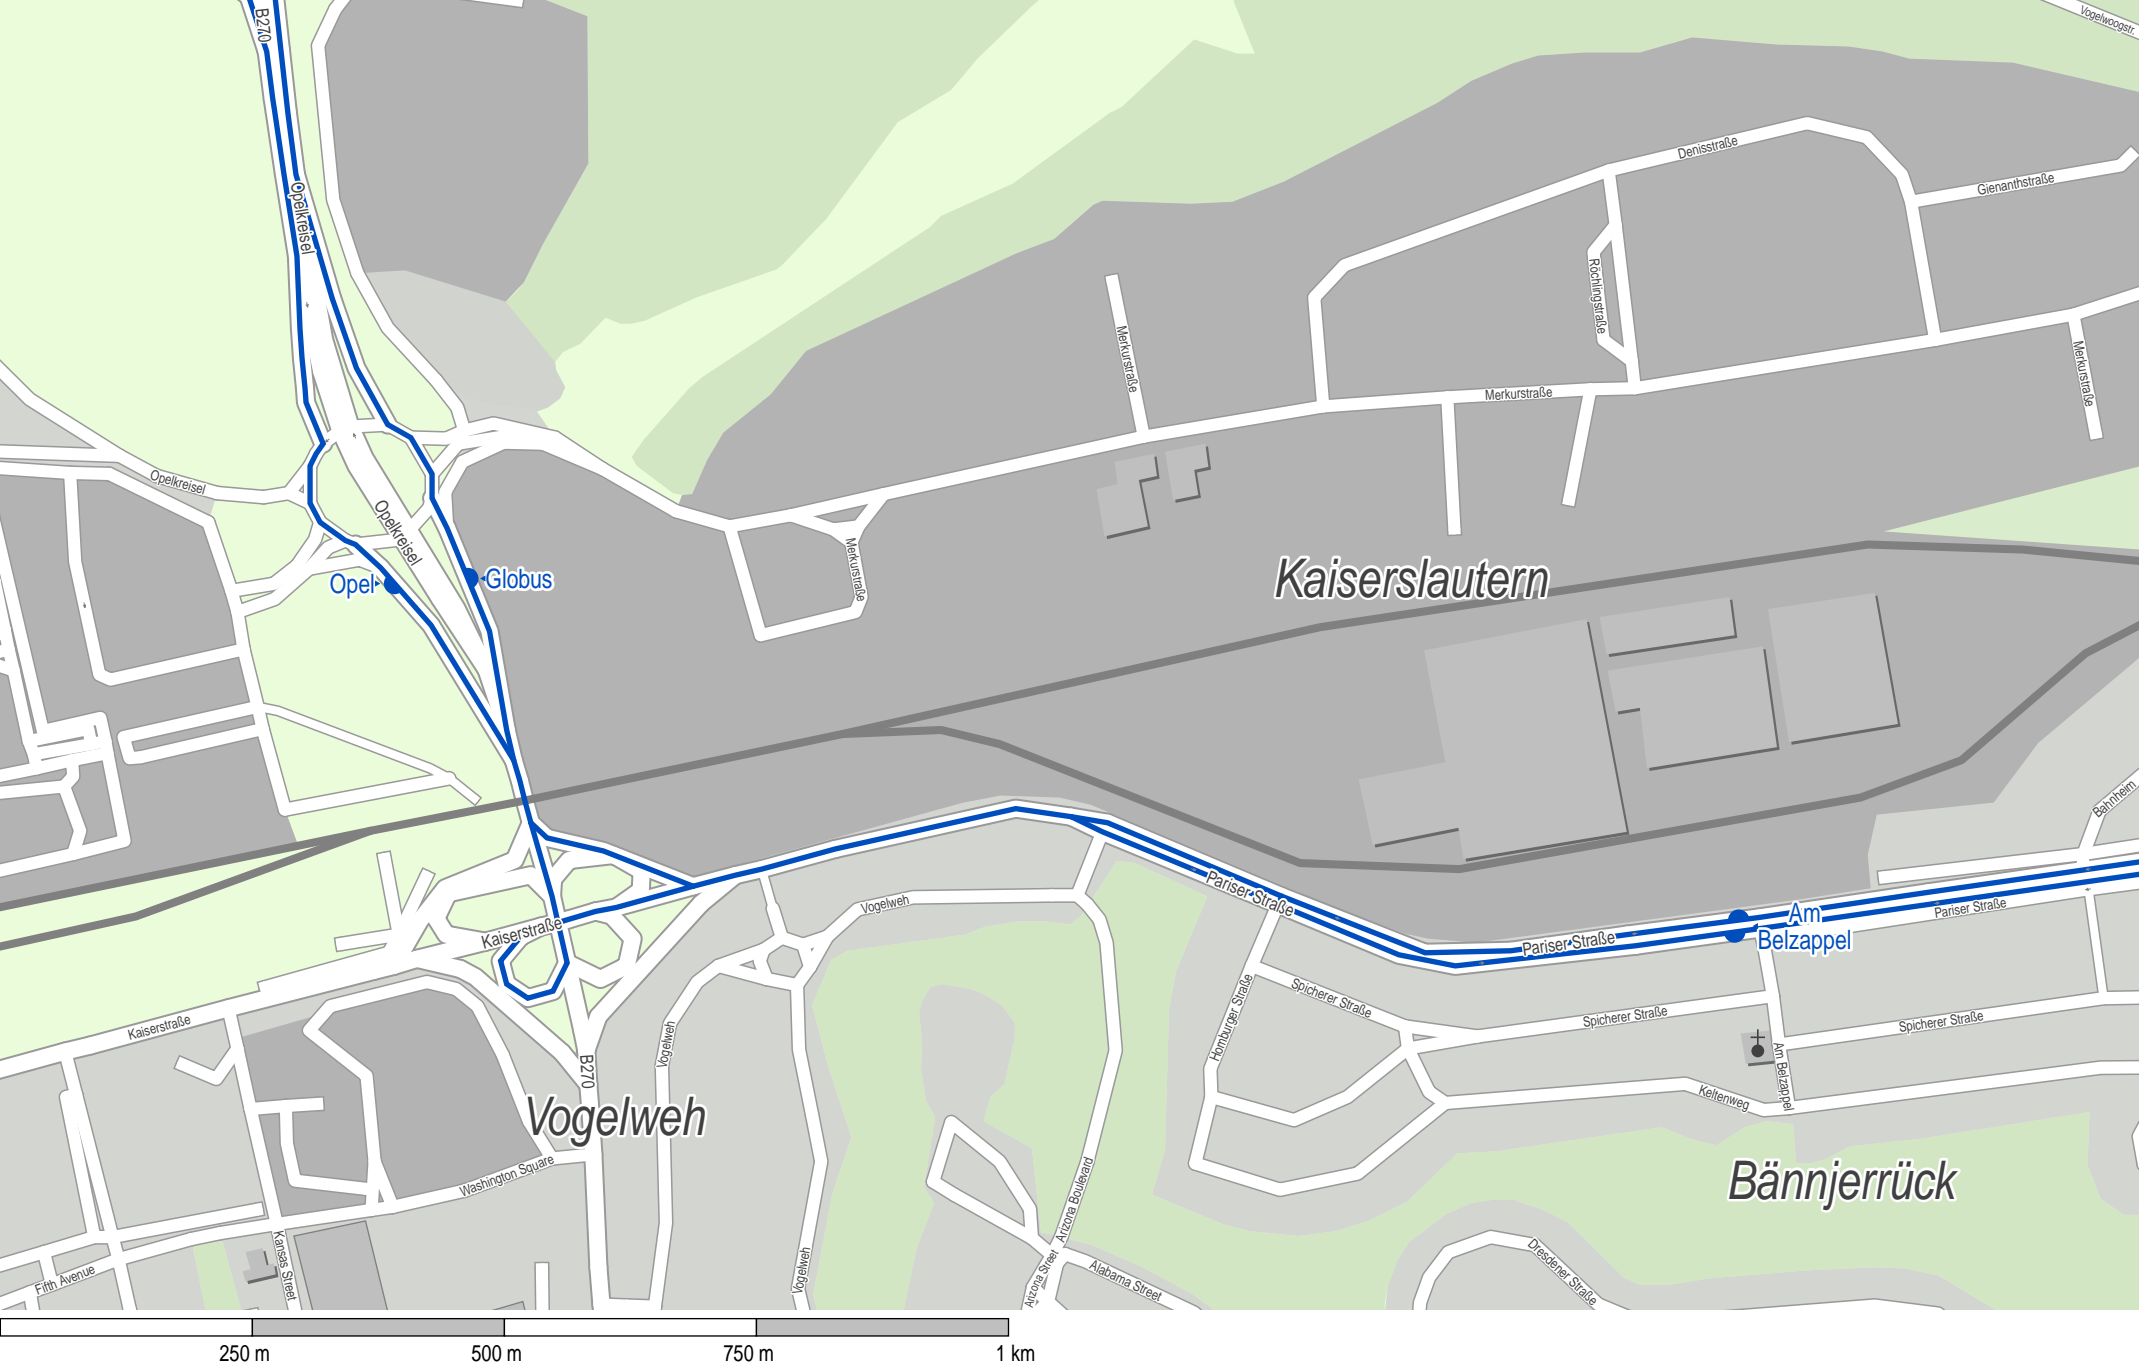 B270
Vogelwoogstr.
Denisstraße
Gienanthstraße
Opelkreisel
Röchlingstraße
Merkurstraße
Merkurstraße
Merkurstraße
Opelkreisel
Opelkreisel
Merkurstraße
Opel
Globus
Kaiserslautern
Bahnheim
Pariser Straße
Vogelweh
Am
Belzappel
Pariser Straße
Kaiserstraße
Pariser Straße
Homburger Straße
Spicherer Straße
Spicherer Straße
Spicherer Straße
Kaiserstraße
Vogelweh
B270
Am Belzappel
Keltenweg
Vogelweh
Washington Square
Arizona Boulevard
Bännjerrück
Kansas Street
Fifth Avenue
Vogelweh
Arizona Street
Alabama Street
Dresdener Straße
250 m
500 m
750 m
1 km